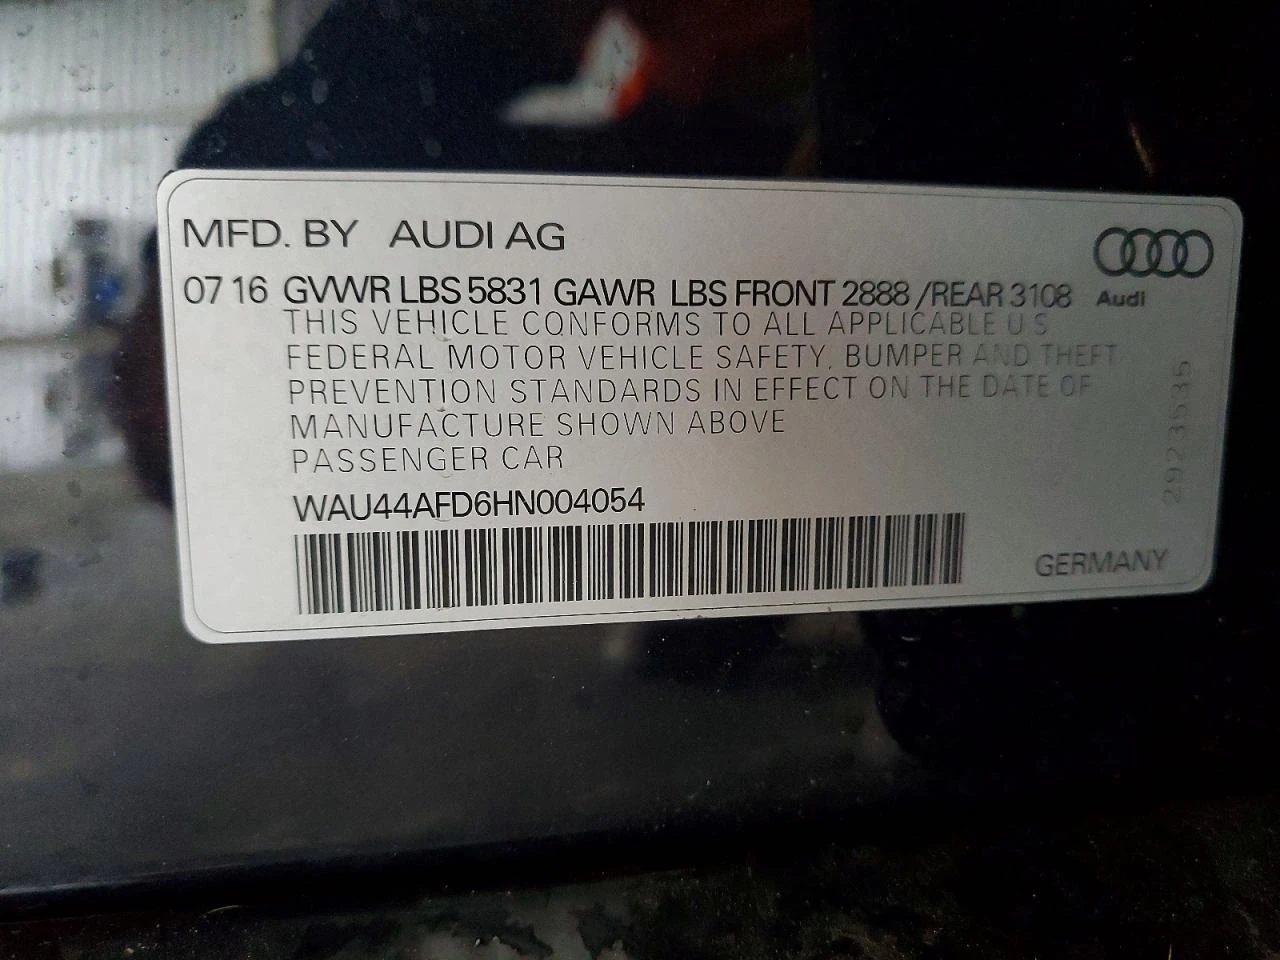 MFD. BY AUDI AG
07 16 GVWR LBS 5831 GAWR LBS FRONT 2888 /REAR 3108
Audi
THIS VEHICLE CONFORMS TO ALL APPLICABLE U S
FEDERAL MOTOR VEHICLE SAFETY, BUMPER AND THEFT
PREVENTION STANDARDS IN EFFECT ON THE DATE OF
MANUFACTURE SHOWN ABOVE
PASSENGER CAR
WAU44AFD6HN004054
GERMANY
2923535